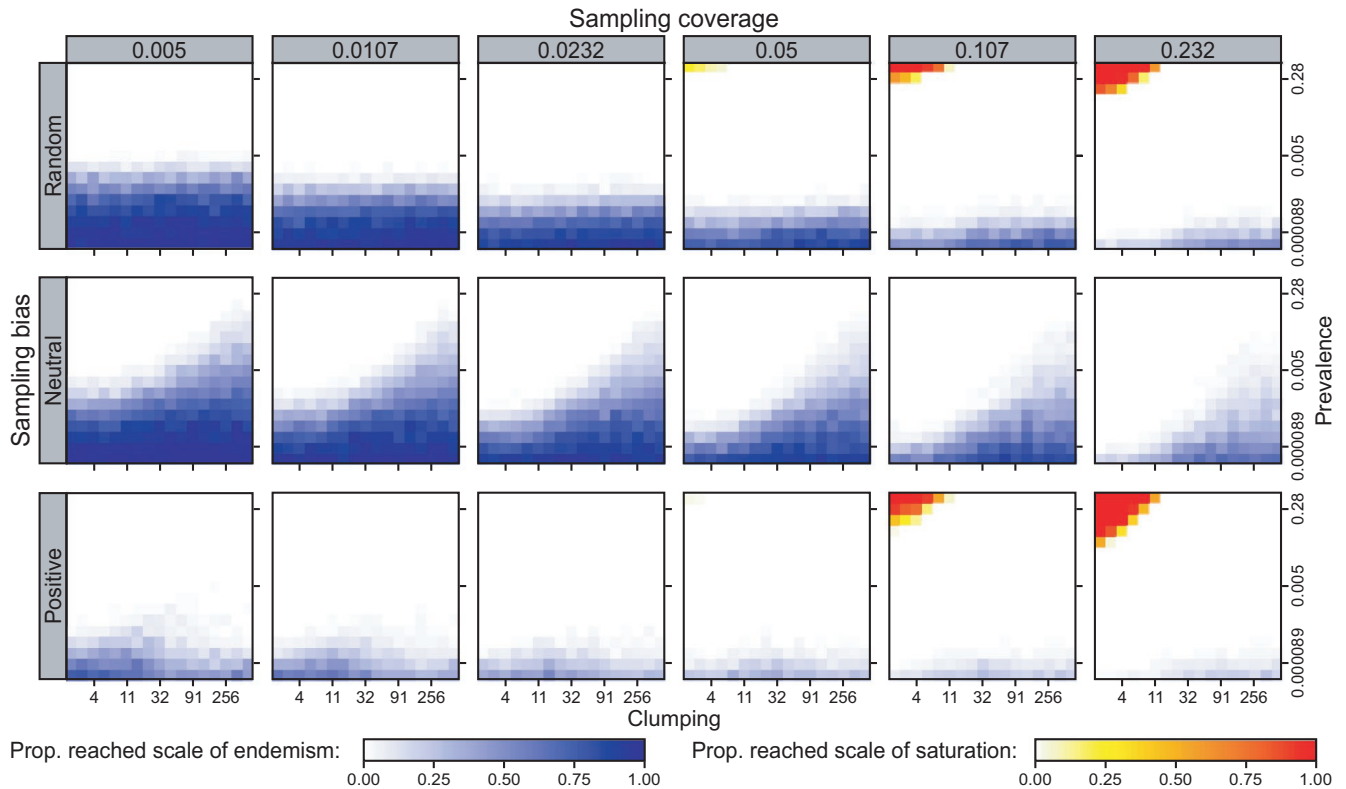 Sampling coverage
0.005 0.0107 0.0232 0.05 0.107 0.232
Sampling bias
Random
0.28
0.005
0.000089
Neutral
0.28
0.005
0.000089
Prevalence
Positive
0.28
0.005
0.000089
4 11 32 91 256 4 11 32 91 256 4 11 32 91 256 4 11 32 91 256 4 11 32 91 256 4 11 32 91 256
Clumping
Prop. reached scale of endemism: Prop. reached scale of saturation:
0.00 0.25 0.50 0.75 1.00 0.00 0.25 0.50 0.75 1.00